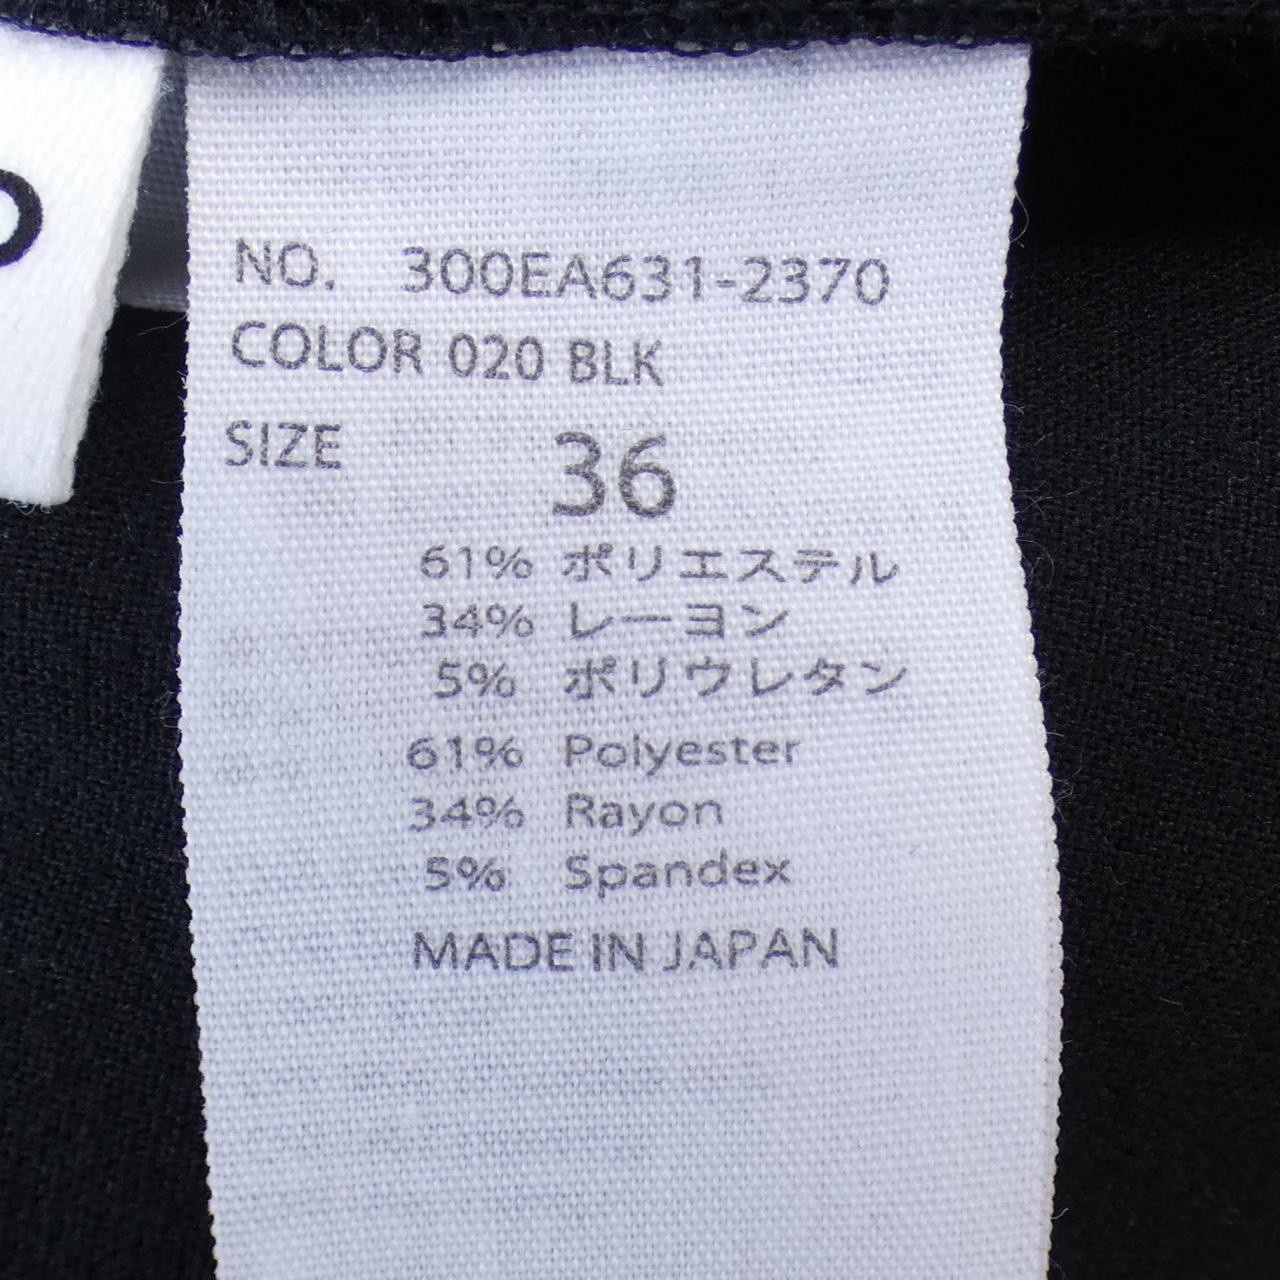 NO. 300EA631-2370
COLOR 020 BLK
SIZE 36
61% ポリエステル
34% レーヨン
5% ポリウレタン
61% Polyester
34% Rayon
5% Spandex
MADE IN JAPAN